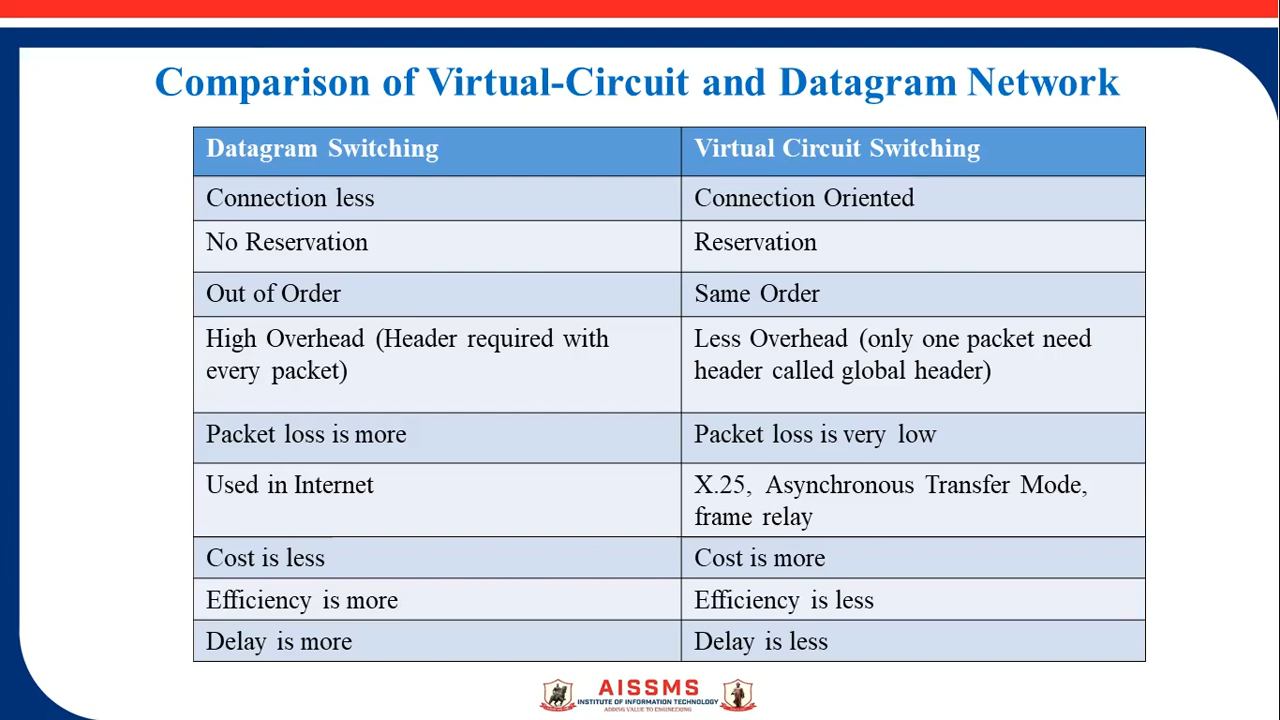 Comparison of Virtual-Circuit and Datagram Network
Datagram Switching
Virtual Circuit Switching
Connection less
Connection Oriented
No Reservation
Reservation
Out of Order
Same Order
High Overhead (Header required with
every packet)
Less Overhead (only one packet need
header called global header)
Packet loss is more
Packet loss is very low
Used in Internet
X.25, Asynchronous Transfer Mode,
frame relay
Cost is less
Cost is more
Efficiency is more
Efficiency is less
Delay is more
Delay is less
AISSMS
INSTITUTE OF INFORMATION TECHNOLOGY
ADDING VALUE TO ENGINEERING